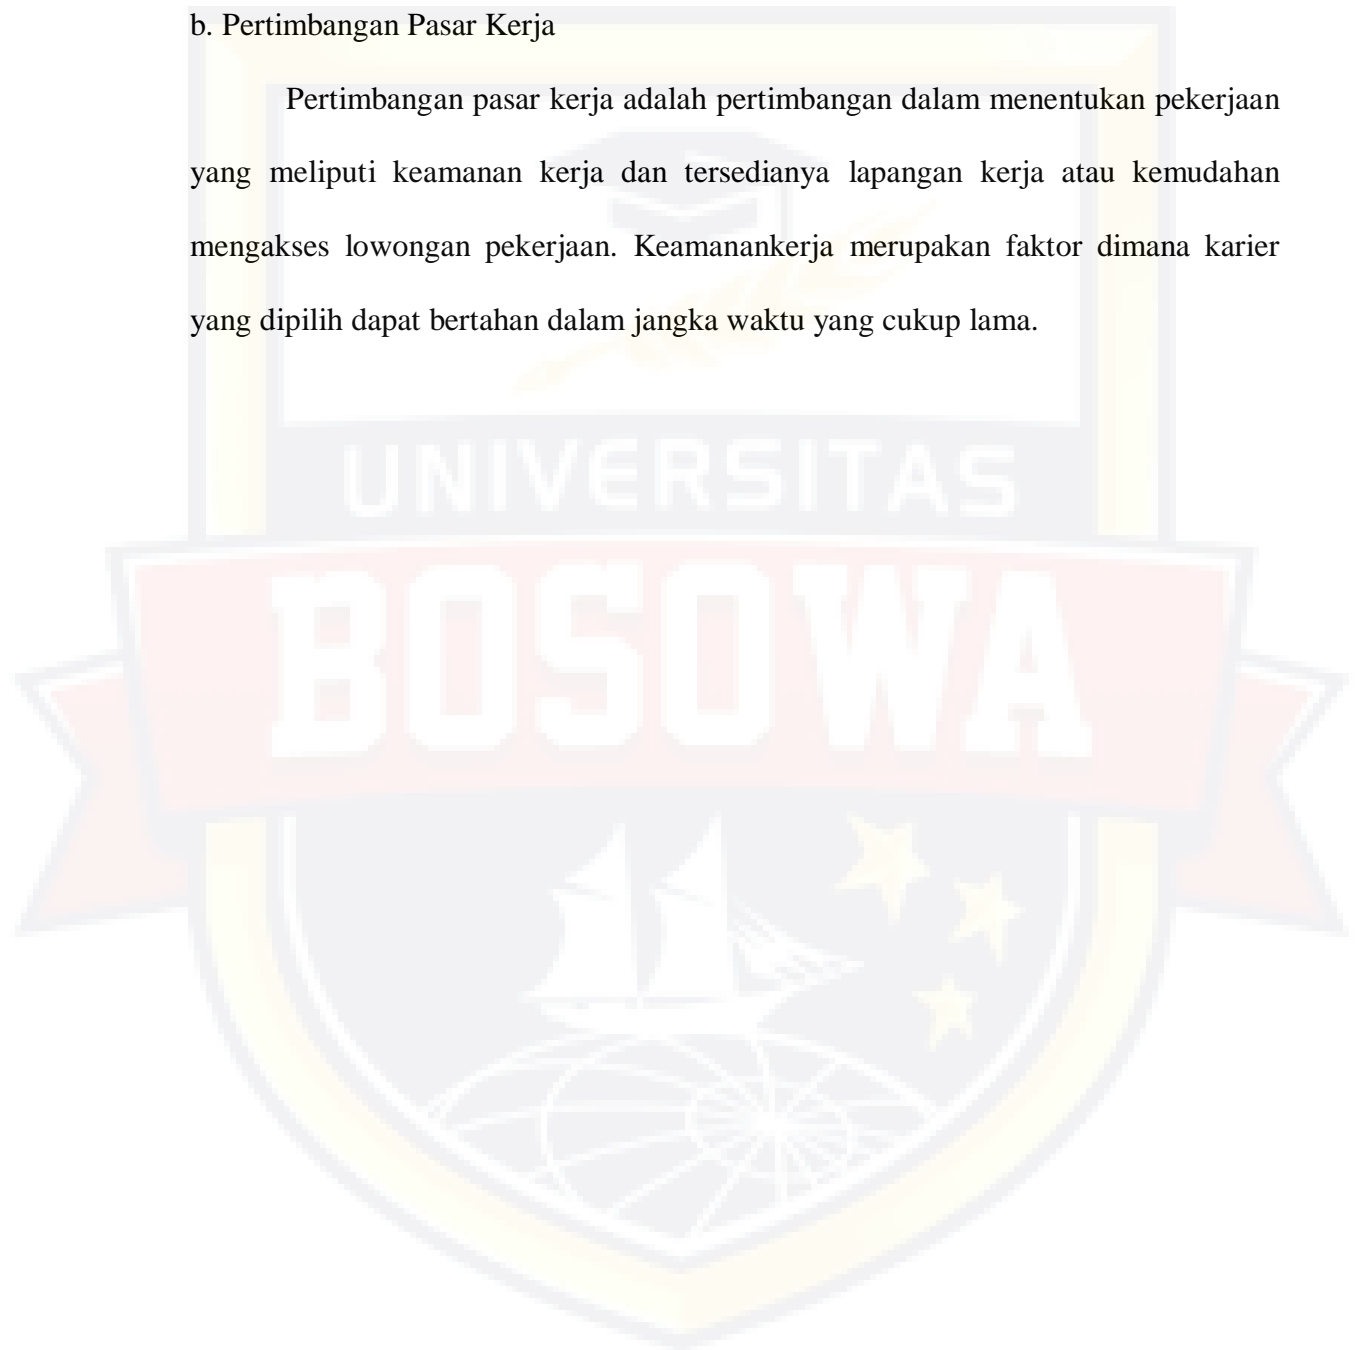 b. Pertimbangan Pasar Kerja
Pertimbangan pasar kerja adalah pertimbangan dalam menentukan pekerjaan
yang meliputi keamanan kerja dan tersedianya lapangan kerja atau kemudahan
mengakses lowongan pekerjaan. Keamanankerja merupakan faktor dimana karier
yang dipilih dapat bertahan dalam jangka waktu yang cukup lama.
UNIVERSITAS
BOSOWA